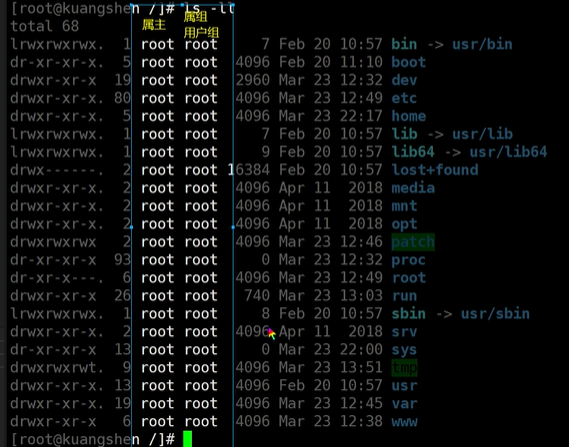 [root@kuangshen /]# ls -ll
total 68
属主 属组
用户组
lrwxrwxrwx. 1 root root 7 Feb 20 10:57 bin -> usr/bin
dr-xr-xr-x. 5 root root 4096 Feb 20 11:10 boot
drwxr-xr-x 19 root root 2960 Mar 23 12:32 dev
drwxr-xr-x. 80 root root 4096 Mar 23 12:49 etc
drwxr-xr-x. 5 root root 4096 Mar 23 22:17 home
lrwxrwxrwx. 1 root root 7 Feb 20 10:57 lib -> usr/lib
lrwxrwxrwx. 1 root root 9 Feb 20 10:57 lib64 -> usr/lib64
drwx------. 2 root root 16384 Feb 20 10:57 lost+found
drwxr-xr-x. 2 root root 4096 Apr 11 2018 media
drwxr-xr-x. 2 root root 4096 Apr 11 2018 mnt
drwxr-xr-x. 2 root root 4096 Apr 11 2018 opt
drwxrwxrwx 2 root root 4096 Mar 23 12:46 patch
dr-xr-xr-x 93 root root 0 Mar 23 12:32 proc
dr-xr-x---. 6 root root 4096 Mar 23 12:49 root
drwxr-xr-x 26 root root 740 Mar 23 13:03 run
lrwxrwxrwx. 1 root root 8 Feb 20 10:57 sbin -> usr/sbin
drwxr-xr-x. 2 root root 4096 Apr 11 2018 srv
dr-xr-xr-x 13 root root 0 Mar 23 22:00 sys
drwxrwxrwt. 9 root root 4096 Mar 23 13:51 tmp
drwxr-xr-x. 13 root root 4096 Feb 20 10:57 usr
drwxr-xr-x. 19 root root 4096 Mar 23 12:45 var
drwxr-xr-x 6 root root 4096 Mar 23 12:38 www
[root@kuangshen /]#